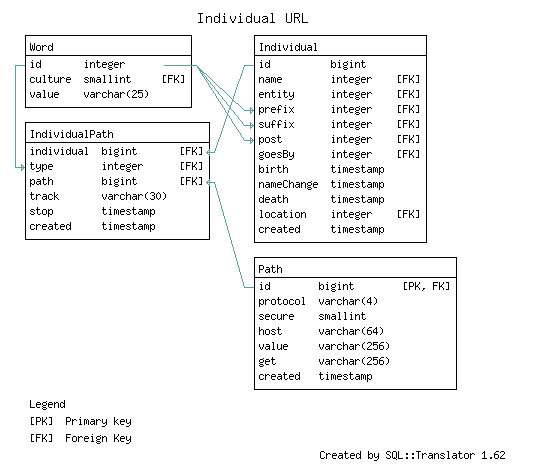 Individual URL
Word
id integer
culture smallint [FK]
value varchar(25)
IndividualPath
individual bigint [FK]
type integer [FK]
path bigint [FK]
track varchar(30)
stop timestamp
created timestamp
Individual
id bigint
name integer [FK]
entity integer [FK]
prefix integer [FK]
suffix integer [FK]
post integer [FK]
goesBy integer [FK]
birth timestamp
nameChange timestamp
death timestamp
location integer [FK]
created timestamp
Path
id bigint [PK, FK]
protocol varchar(4)
secure smallint
host varchar(64)
value varchar(256)
get varchar(256)
created timestamp
Legend
[PK] Primary key
[FK] Foreign Key
Created by SQL::Translator 1.62